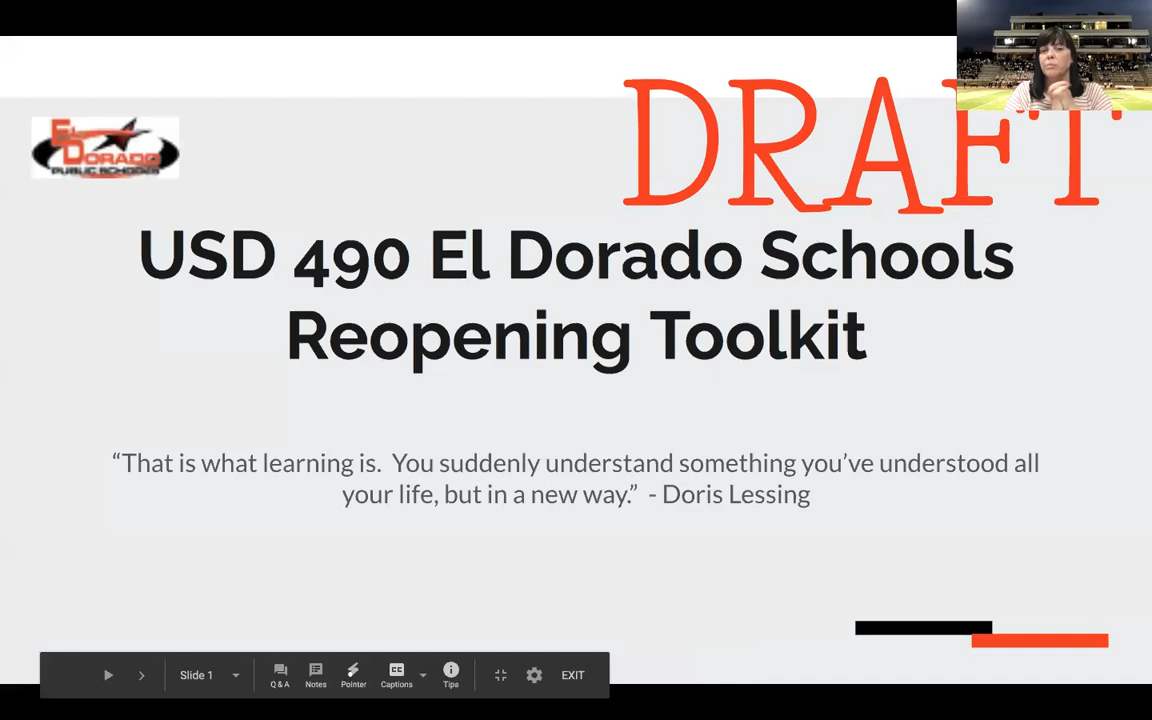 DRAFT
EL DORADO
PUBLIC SCHOOLS
USD 490 El Dorado Schools
Reopening Toolkit
“That is what learning is.  You suddenly understand something you’ve understood all
your life, but in a new way.”  - Doris Lessing
Slide 1
Q & A
Notes
Pointer
CC
Captions
Tips
EXIT